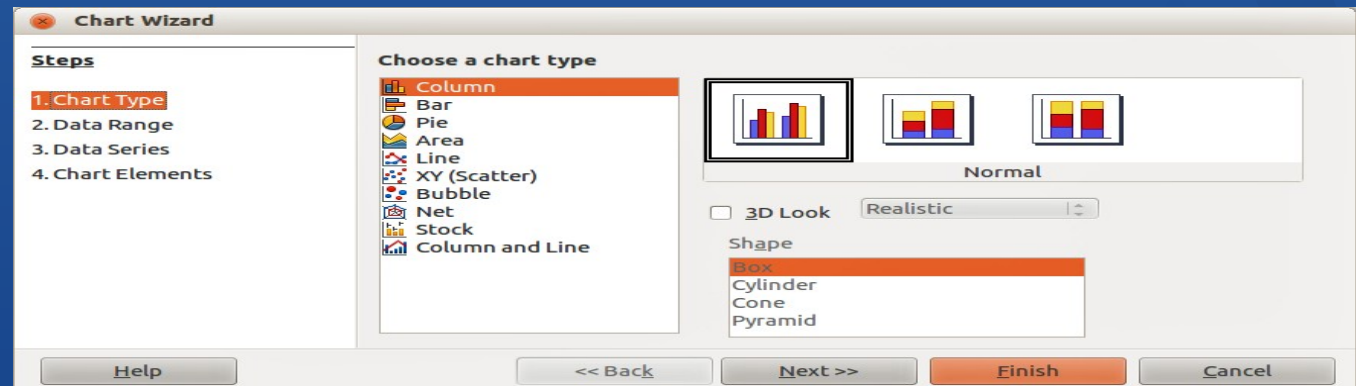 Chart Wizard
Steps
1. Chart Type
2. Data Range
3. Data Series
4. Chart Elements
Choose a chart type
Column
Bar
Pie
Area
Line
XY (Scatter)
Bubble
Net
Stock
Column and Line
Normal
3D Look
Realistic
Shape
Box
Cylinder
Cone
Pyramid
Help
<< Back
Next >>
Finish
Cancel